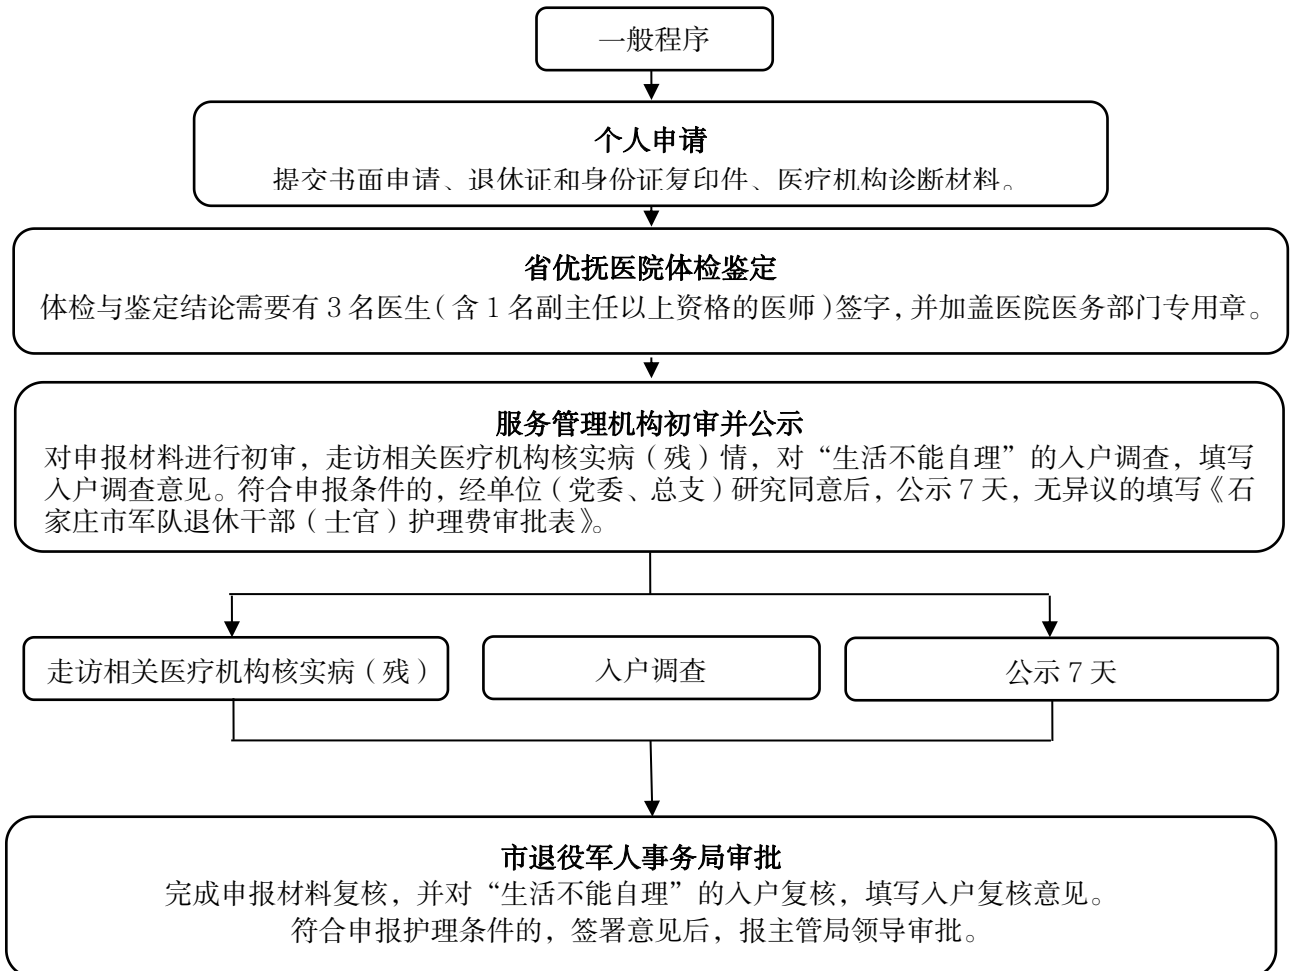 一般程序
个人申请
提交书面申请、退休证和身份证复印件、医疗机构诊断材料。
省优抚医院体检鉴定
体检与鉴定结论需要有3名医生(含1名副主任以上资格的医师)签字,并加盖医院医务部门专用章。
服务管理机构初审并公示
对申报材料进行初审，走访相关医疗机构核实病（残）情，对“生活不能自理”的入户调查，填写
入户调查意见。符合申报条件的，经单位（党委、总支）研究同意后，公示7天，无异议的填写《石
家庄市军队退休干部（士官）护理费审批表》。
走访相关医疗机构核实病（残）
入户调查
公示7天
市退役军人事务局审批
完成申报材料复核，并对“生活不能自理”的入户复核，填写入户复核意见。
符合申报护理条件的，签署意见后，报主管局领导审批。